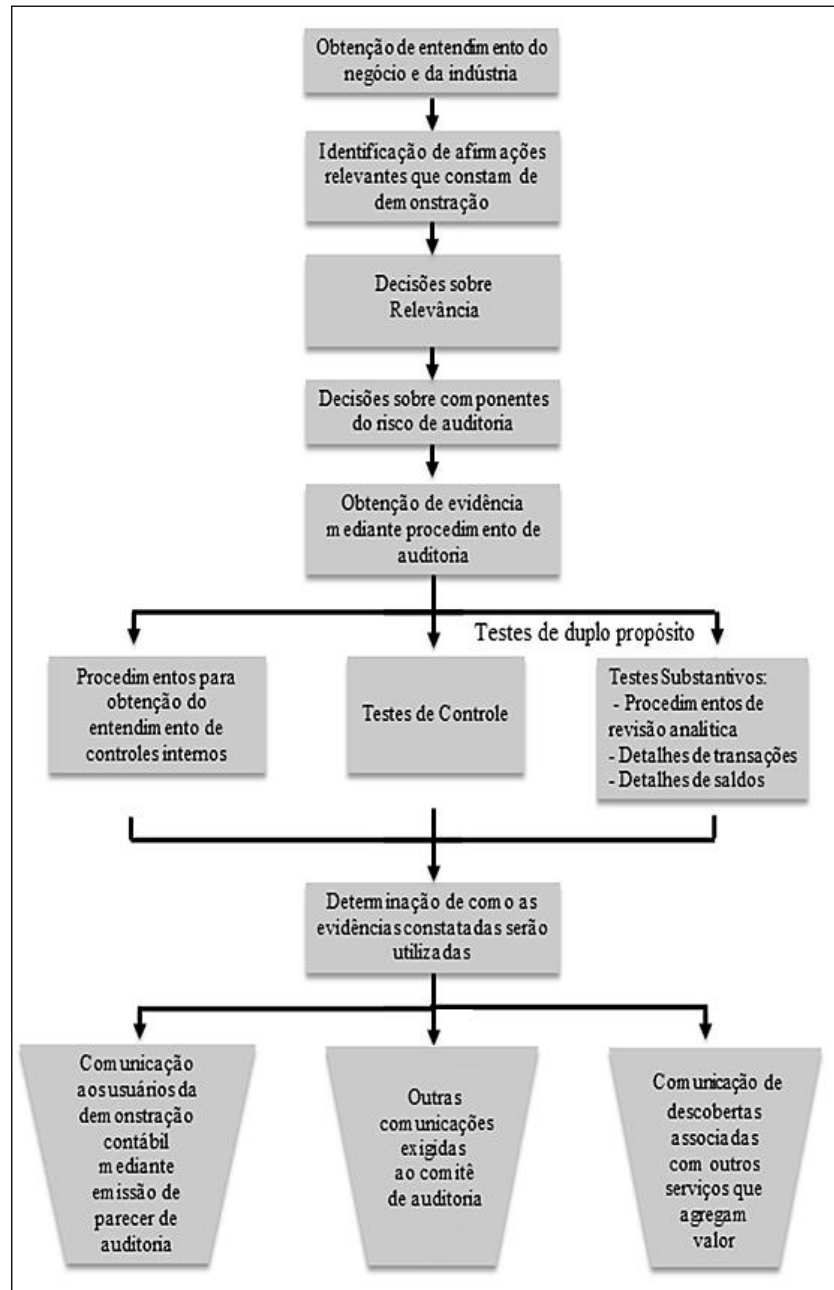 Obtenção de entendimento do
negócio e da indústria
Identificação de afirmações
relevantes que constam de
demonstração
Decisões sobre
Relevância
Decisões sobre componentes
do risco de auditoria
Obtenção de evidência
mediante procedimento de
auditoria
Testes de duplo propósito
Procedimentos para
obtenção do
entendimento de
controles internos
Testes de Controle
Testes Substantivos:
- Procedimentos de
revisão analítica
- Detalhes de transações
- Detalhes de saldos
Determinação de como as
evidências constatadas serão
utilizadas
Comunicação
aos usuários da
demonstração
contábil
mediante
emissão de
parecer de
auditoria
Outras
comunicações
exigidas
ao comitê
de auditoria
Comunicação de
descobertas
associadas
com outros
serviços que
agregam
valor